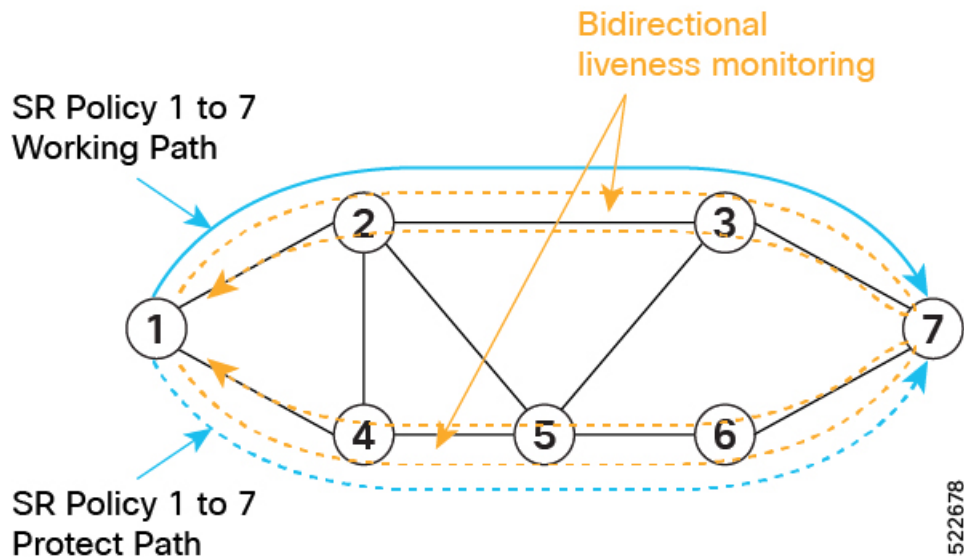 Bidirectional
liveness monitoring
SR Policy 1 to 7
Working Path
2
3
1
7
4
5
6
SR Policy 1 to 7
Protect Path
522678